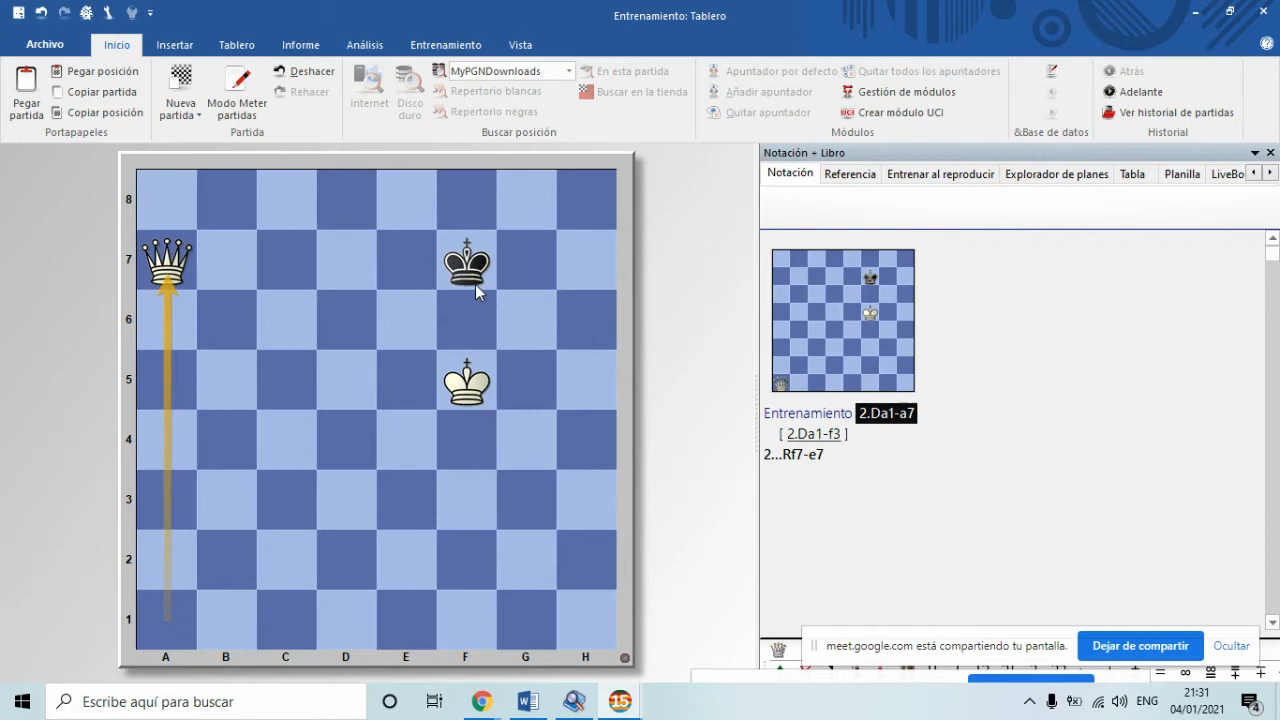 Entrenamiento: Tablero
Archivo Inicio Insertar Tablero Informe Análisis Entrenamiento Vista
Pegar posición
Pegar posición
Copiar partida
Copiar posición
Portapapeles
Nueva partida
Modo Meter partidas
Deshacer
Rehacer
Partida
Internet
Disco duro
MyPGNDownloads
Repertorio blancas
Repertorio negras
En esta partida
Buscar en la tienda
Buscar posición
Apuntador por defecto
Añadir apuntador
Quitar apuntador
Quitar todos los apuntadores
Gestión de módulos
Crear módulo UCI
Módulos
&Base de datos
Atrás
Adelante
Ver historial de partidas
Historial
8
7
6
5
4
3
2
1
A B C D E F G H
Notación + Libro
Notación Referencia Entrenar al reproducir Explorador de planes Tabla Planilla LiveBo
Entrenamiento 2.Da1-a7
[ 2.Da1-f3 ]
2...Rf7-e7
meet.google.com está compartiendo tu pantalla. Dejar de compartir Ocultar
Escribe aquí para buscar
15
ENG
21:31
04/01/2021
4